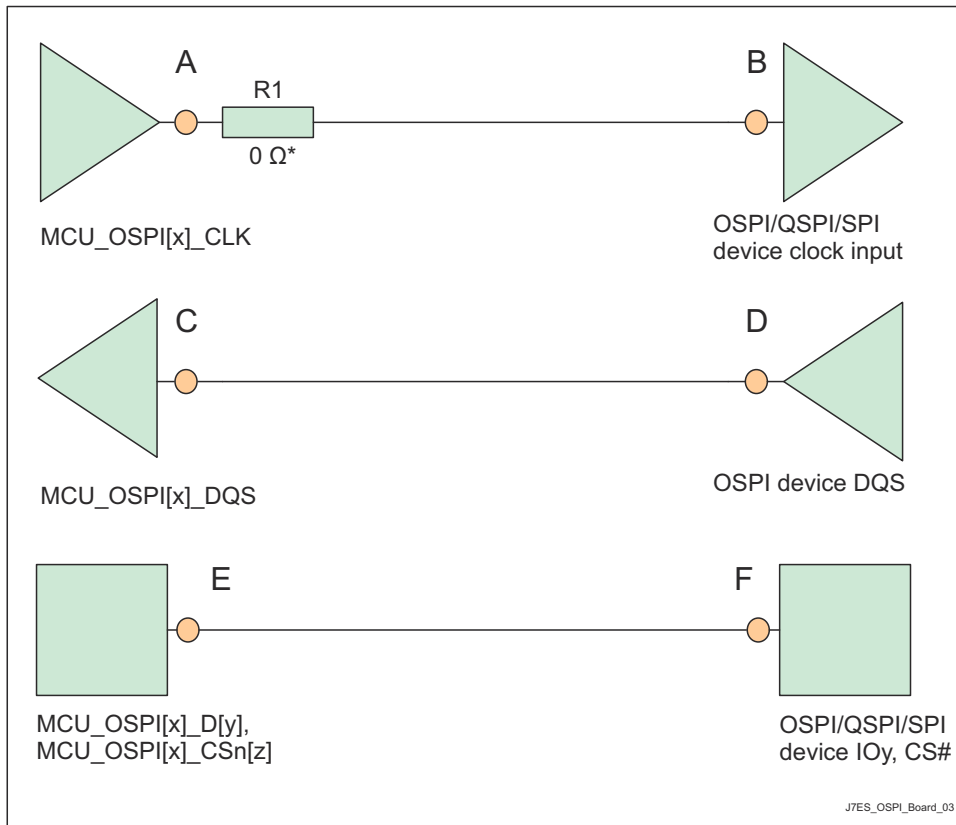 A
B
R1
0 Ω*
MCU_OSPI[x]_CLK
OSPI/QSPI/SPI
device clock input
C
D
MCU_OSPI[x]_DQS
OSPI device DQS
E
F
MCU_OSPI[x]_D[y],
MCU_OSPI[x]_CSn[z]
OSPI/QSPI/SPI
device IOy, CS#
J7ES_OSPI_Board_03